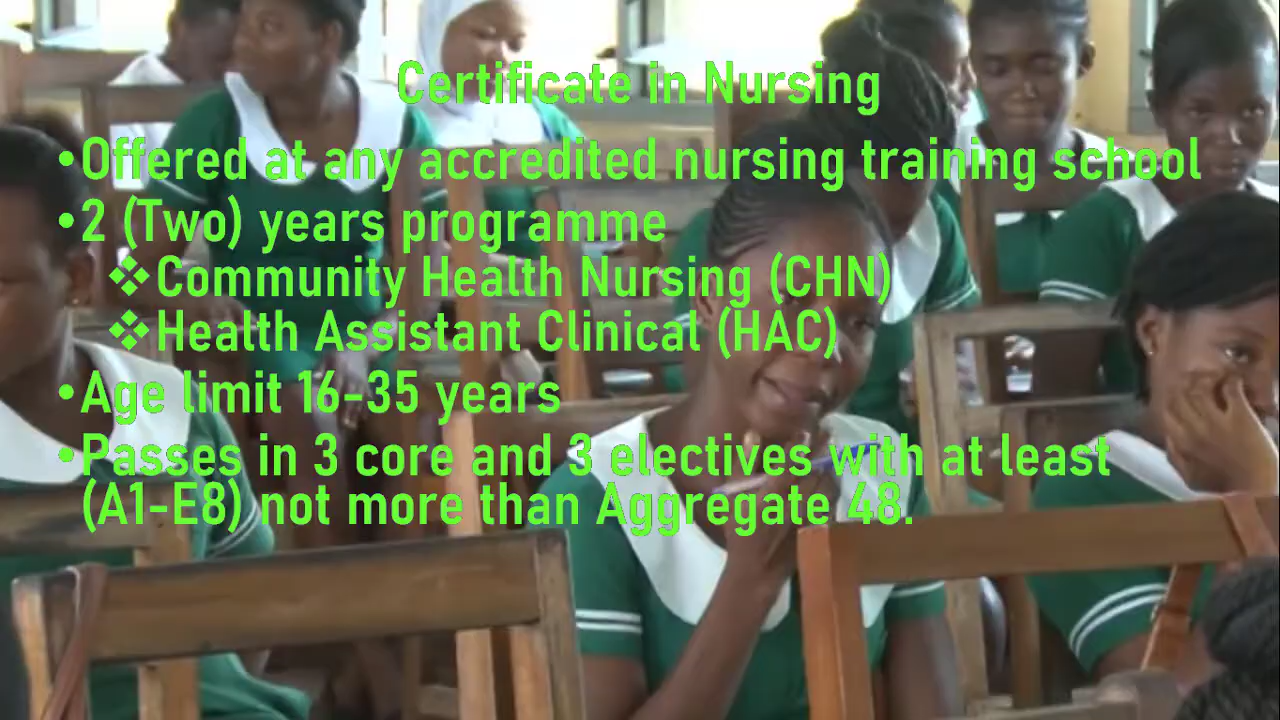 Certificate in Nursing
•Offered at any accredited nursing training school
•2 (Two) years programme
❖Community Health Nursing (CHN)
❖Health Assistant Clinical (HAC)
•Age limit 16-35 years
•Passes in 3 core and 3 electives with at least
(A1-E8) not more than Aggregate 48.